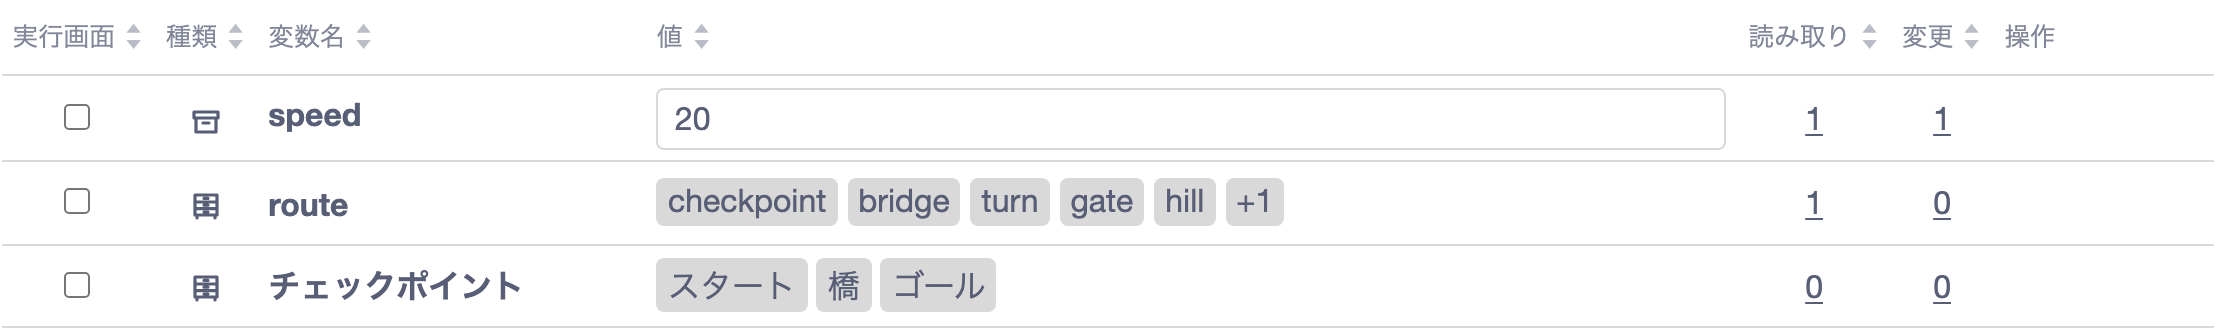 実行画面 種類 変数名 値 読み取り 変更 操作
speed 20 1 1
route checkpoint bridge turn gate hill +1 1 0
チェックポイント スタート 橋 ゴール 0 0